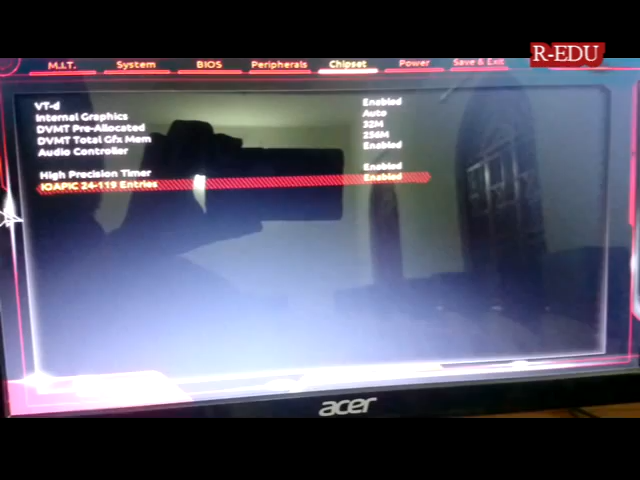 R-EDU
M.I.T. System BIOS Peripherals Chipset Power Save & Exit
VT-d Enabled
Internal Graphics Auto
DVMT Pre-Allocated 32M
DVMT Total Gfx Mem 256M
Audio Controller Enabled
High Precision Timer Enabled
IOAPIC 24-119 Entries Enabled
acer